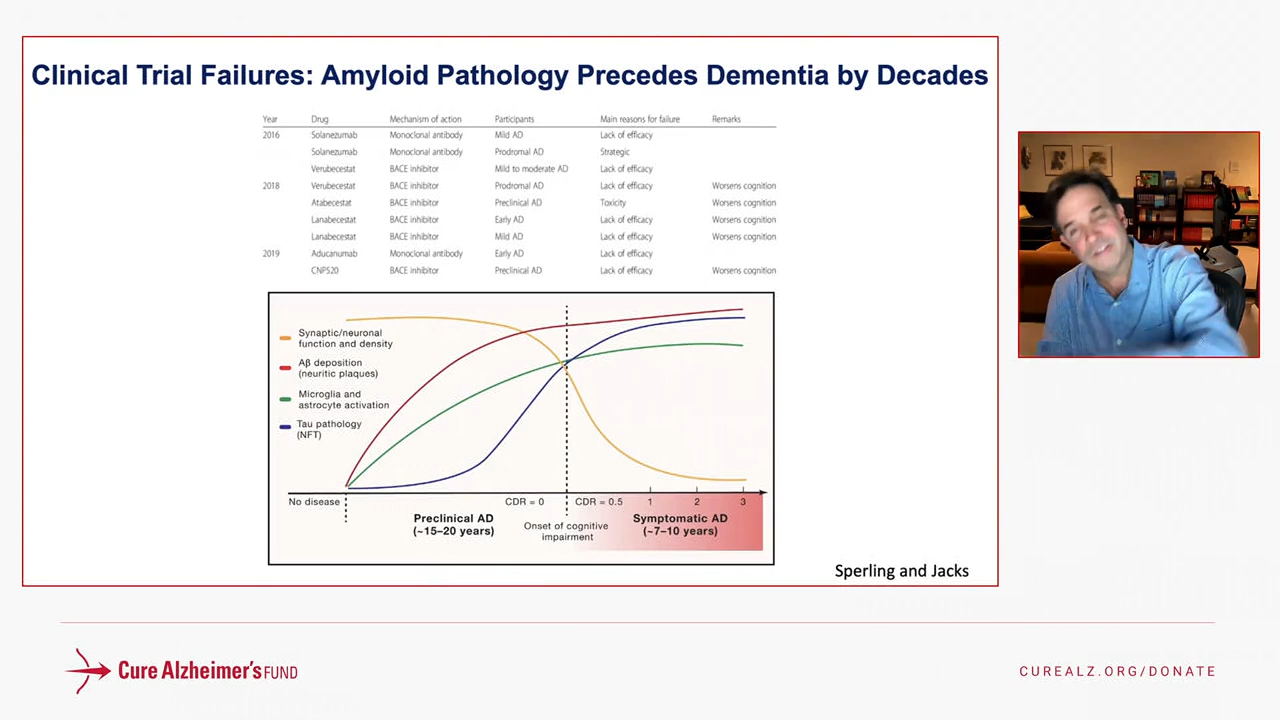 Clinical Trial Failures: Amyloid Pathology Precedes Dementia by Decades
Year Drug Mechanism of action Participants Main reasons for failure Remarks
2016 Solanezumab Monoclonal antibody Mild AD Lack of efficacy
Solanezumab Monoclonal antibody Prodromal AD Strategic
Verubecestat BACE inhibitor Mild to moderate AD Lack of efficacy
2018 Verubecestat BACE inhibitor Prodromal AD Lack of efficacy Worsens cognition
Atabecestat BACE inhibitor Preclinical AD Toxicity Worsens cognition
Lanabecestat BACE inhibitor Early AD Lack of efficacy Worsens cognition
Lanabecestat BACE inhibitor Mild AD Lack of efficacy Worsens cognition
2019 Aducanumab Monoclonal antibody Early AD Lack of efficacy
CNP520 BACE inhibitor Preclinical AD Lack of efficacy Worsens cognition
Synaptic/neuronal
function and density
Aβ deposition
(neuritic plaques)
Microglia and
astrocyte activation
Tau pathology
(NFT)
No disease CDR = 0 CDR = 0.5 1 2 3
Preclinical AD
(~15–20 years)
Onset of cognitive
impairment
Symptomatic AD
(~7–10 years)
Sperling and Jacks
Cure Alzheimer's FUND
CUREALZ.ORG/DONATE